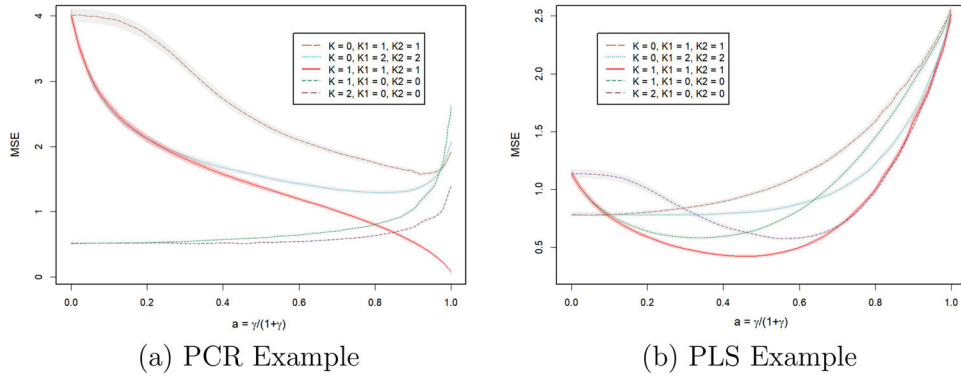 MSE
4
3
2
1
0
K = 0, K1 = 1, K2 = 1
K = 0, K1 = 2, K2 = 2
K = 1, K1 = 1, K2 = 1
K = 1, K1 = 0, K2 = 0
K = 2, K1 = 0, K2 = 0
0.0 0.2 0.4 0.6 0.8 1.0
a = γ/(1+γ)
(a) PCR Example
MSE
2.5
2.0
1.5
1.0
0.5
K = 0, K1 = 1, K2 = 1
K = 0, K1 = 2, K2 = 2
K = 1, K1 = 1, K2 = 1
K = 1, K1 = 0, K2 = 0
K = 2, K1 = 0, K2 = 0
0.0 0.2 0.4 0.6 0.8 1.0
a = γ/(1+γ)
(b) PLS Example